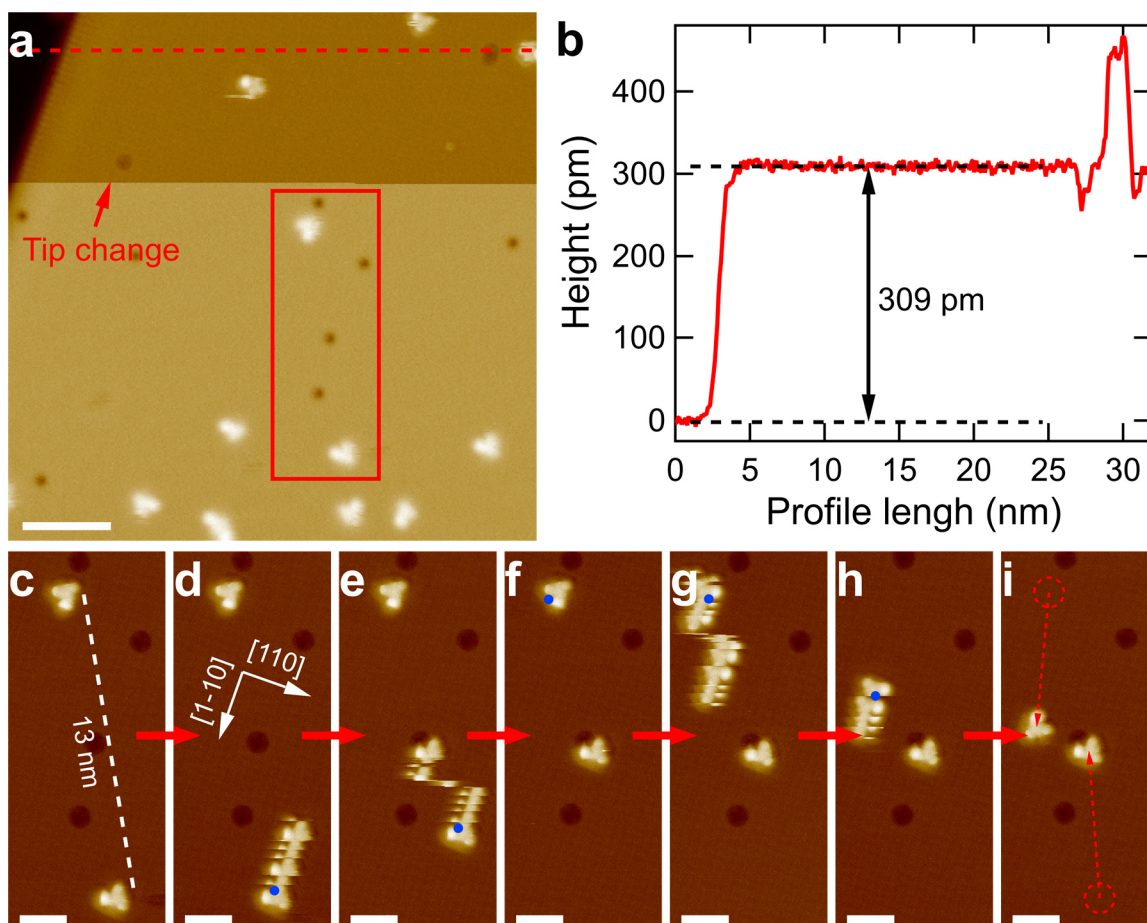 a
Tip change
b
Height (pm)
400
300
200
100
0
309 pm
0 5 10 15 20 25 30
Profile lengh (nm)
c
13 nm
d
[1-10]
[110]
e
f
g
h
i